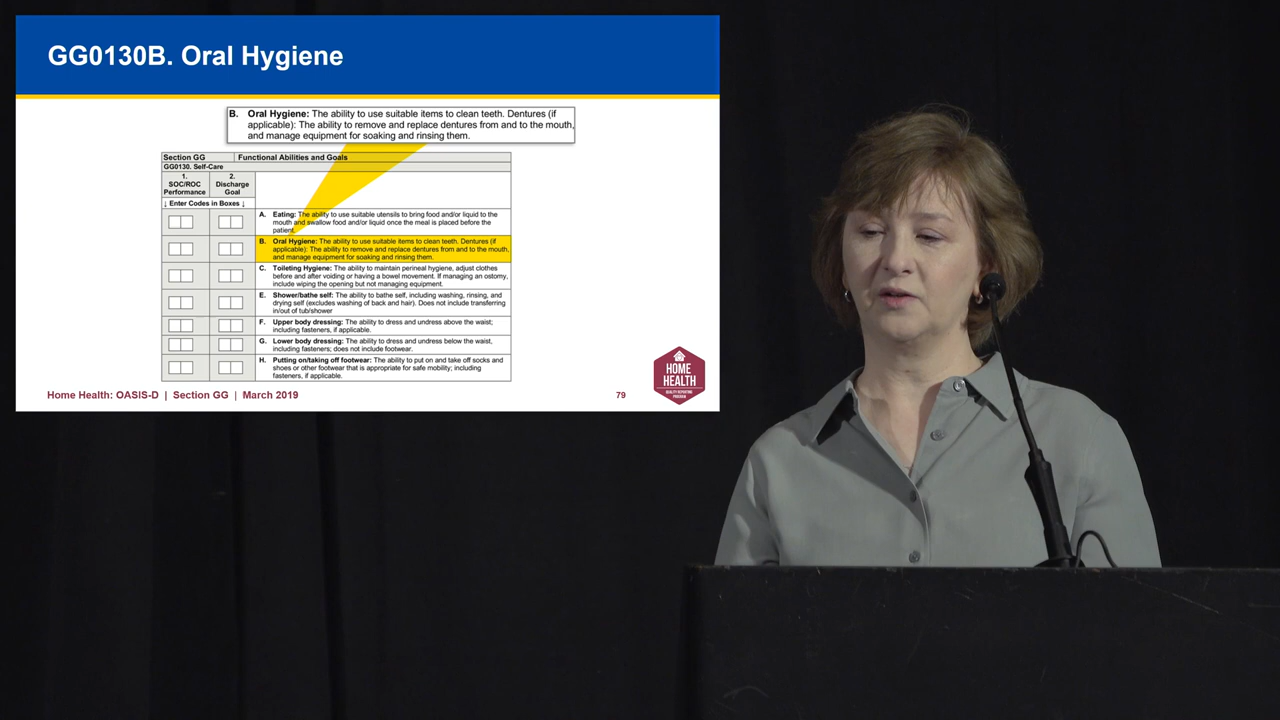 GG0130B. Oral Hygiene
B. Oral Hygiene: The ability to use suitable items to clean teeth. Dentures (if
applicable): The ability to remove and replace dentures from and to the mouth,
and manage equipment for soaking and rinsing them.
Section GG Functional Abilities and Goals
GG0130. Self-Care
1.
SOC/ROC
Performance
2.
Discharge
Goal
↓ Enter Codes in Boxes ↓
A. Eating: The ability to use suitable utensils to bring food and/or liquid to the
mouth and swallow food and/or liquid once the meal is placed before the
patient.
B. Oral Hygiene: The ability to use suitable items to clean teeth. Dentures (if
applicable): The ability to remove and replace dentures from and to the mouth,
and manage equipment for soaking and rinsing them.
C. Toileting Hygiene: The ability to maintain perineal hygiene, adjust clothes
before and after voiding or having a bowel movement. If managing an ostomy,
include wiping the opening but not managing equipment.
E. Shower/bathe self: The ability to bathe self, including washing, rinsing, and
drying self (excludes washing of back and hair). Does not include transferring
in/out of tub/shower
F. Upper body dressing: The ability to dress and undress above the waist;
including fasteners, if applicable.
G. Lower body dressing: The ability to dress and undress below the waist,
including fasteners; does not include footwear.
H. Putting on/taking off footwear: The ability to put on and take off socks and
shoes or other footwear that is appropriate for safe mobility; including
fasteners, if applicable.
Home Health: OASIS-D | Section GG | March 2019
79
HOME
HEALTH
QUALITY REPORTING
PROGRAM